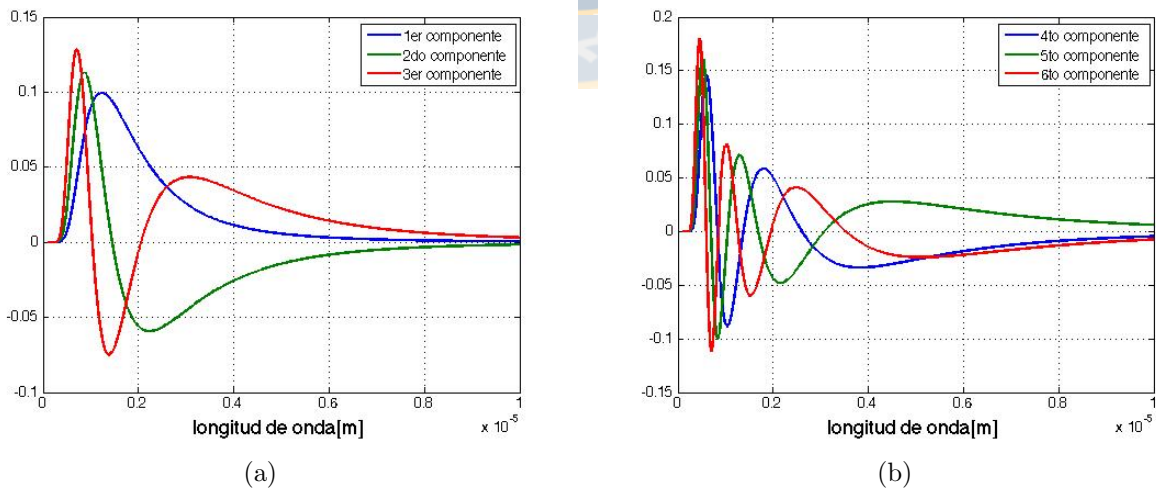 0.15
0.1
0.05
0
-0.05
-0.1
0
0.2
0.4
0.6
0.8
1
x 10^-5
longitud de onda[m]
1er componente
2do componente
3er componente
(a)
0.2
0.15
0.1
0.05
0
-0.05
-0.1
-0.15
0
0.2
0.4
0.6
0.8
1
x 10^-5
longitud de onda[m]
4to componente
5to componente
6to componente
(b)